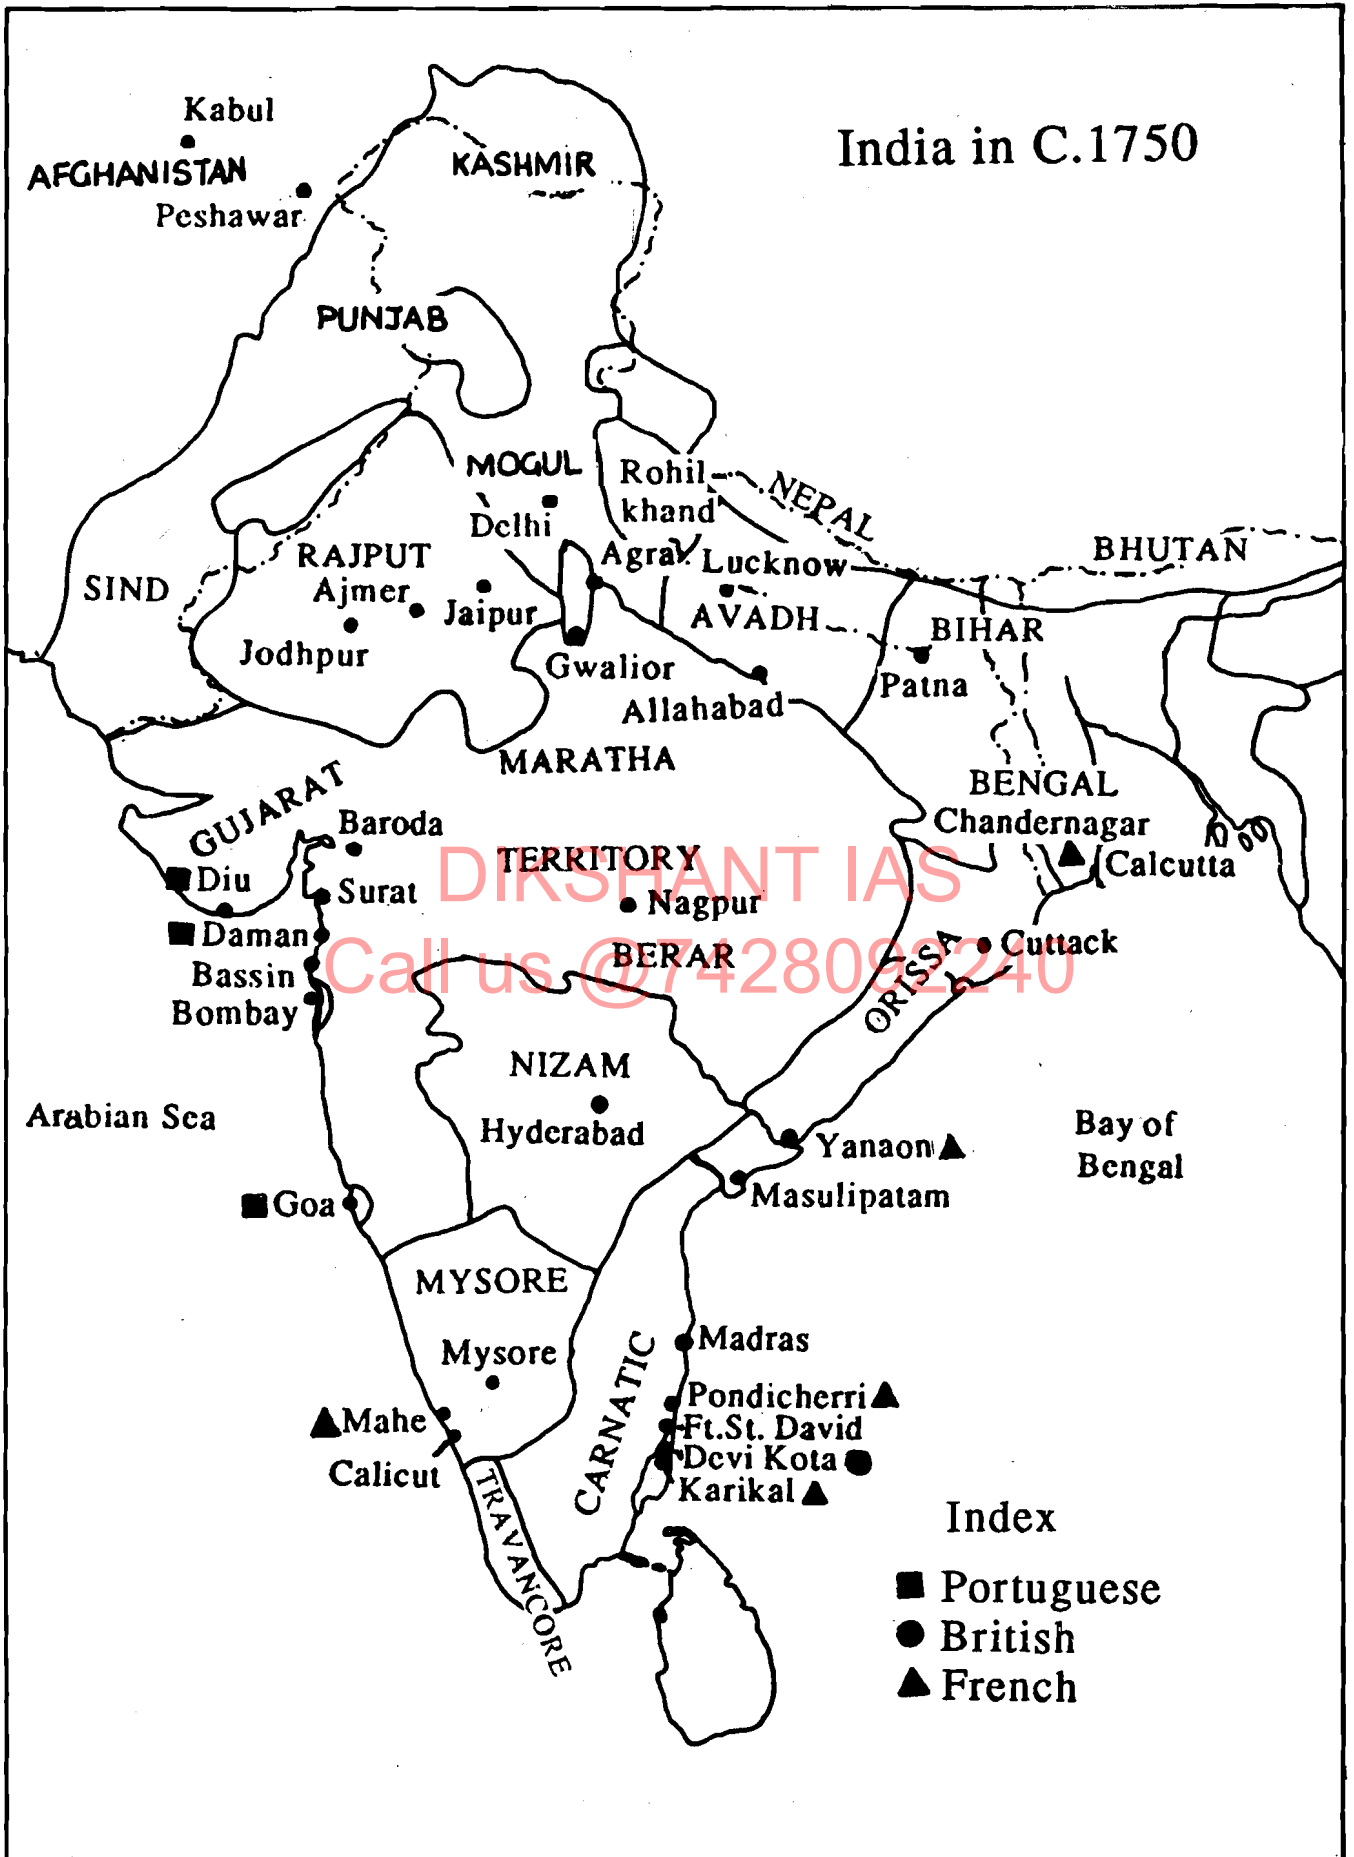 India in C.1750
Kabul
AFGHANISTAN
Peshawar
KASHMIR
PUNJAB
MOGUL
Delhi
Rohil
khand
NEPAL
BHUTAN
SIND
RAJPUT
Ajmer
Jaipur
Jodhpur
Agra
Lucknow
AVADH
BIHAR
Patna
Gwalior
Allahabad
MARATHA
TERRITORY
GUJARAT
Baroda
Diu
Surat
Daman
Bassin
Bombay
Nagpur
BERAR
BENGAL
Chandernagar
Calcutta
ORISSA
Cuttack
DIKSHANT IAS
Call us @7428092240
NIZAM
Hyderabad
Arabian Sea
Bay of
Bengal
Yanaon
Masulipatam
Goa
MYSORE
Mysore
Mahe
Calicut
CARNATIC
TRAVANCORE
Madras
Pondicherri
Ft.St. David
Devi Kota
Karikal
Index
Portuguese
British
French